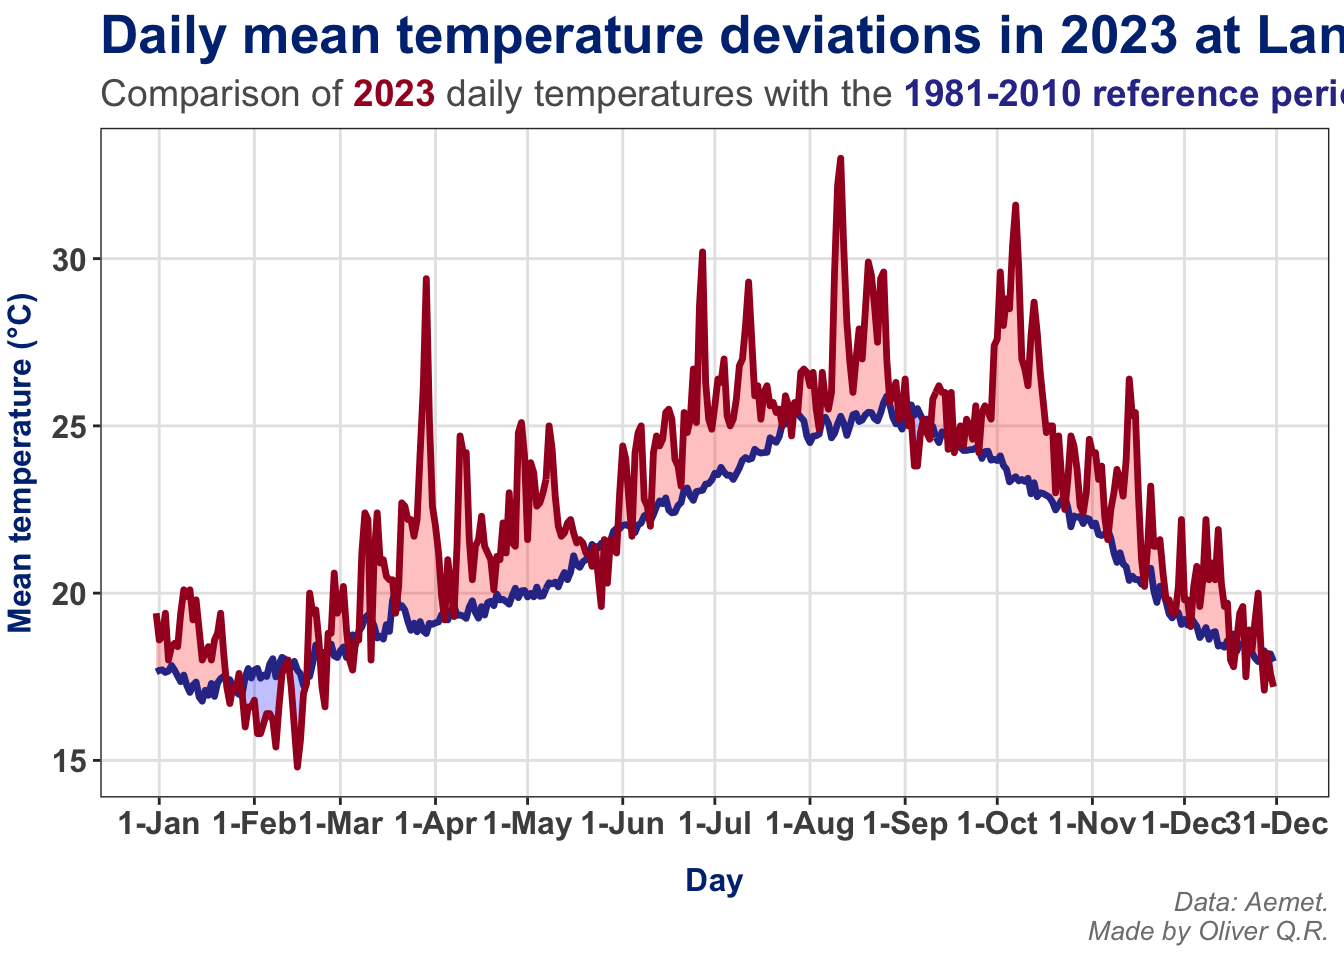 Daily mean temperature deviations in 2023 at Lan
Comparison of 2023 daily temperatures with the 1981-2010 reference perio
Mean temperature (°C)
30
25
20
15
1-Jan 1-Feb 1-Mar 1-Apr 1-May 1-Jun 1-Jul 1-Aug 1-Sep 1-Oct 1-Nov 1-Dec 31-Dec
Day
Data: Aemet.
Made by Oliver Q.R.